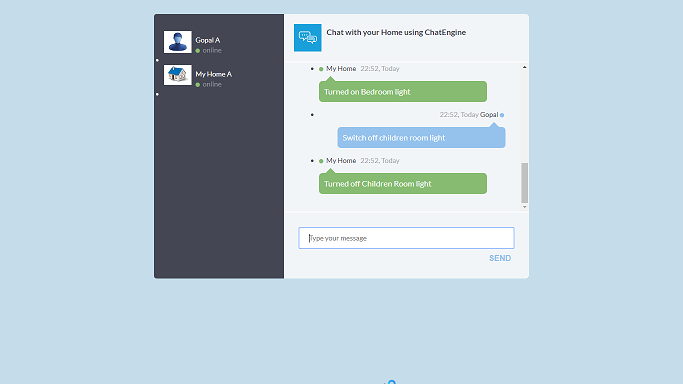 Gopal A
online
My Home A
online
Chat with your Home using ChatEngine
My Home 22:52, Today
Turned on Bedroom light
22:52, Today Gopal
Switch off children room light
My Home 22:52, Today
Turned off Children Room light
Type your message
SEND